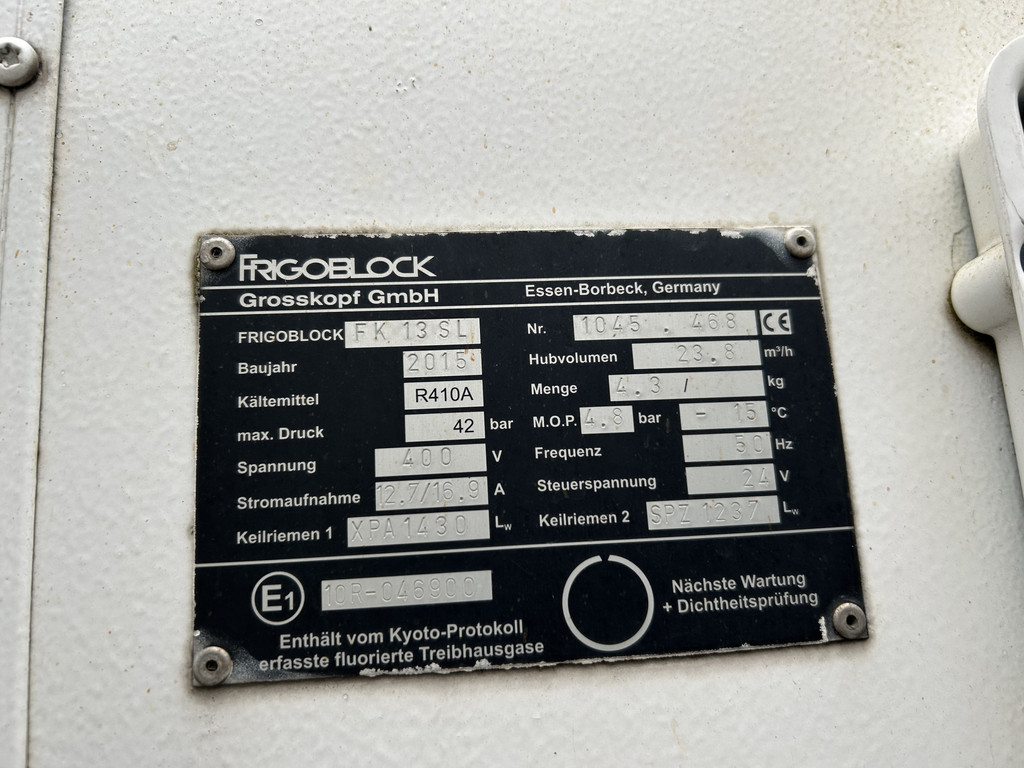 FRIGOBLOCK
Grosskopf GmbH Essen-Borbeck, Germany
FRIGOBLOCK FK 13 SL Nr. 1045 . 468 CE
Baujahr 2015 Hubvolumen 23.8 m³/h
Kältemittel R410A Menge 4.3 / kg
max. Druck 42 bar M.O.P. 4.8 bar - 15 °C
Spannung 400 V Frequenz 50 Hz
Stromaufnahme 12.7/16.9 A Steuerspannung 24 V
Keilriemen 1 XPA1430 Lw Keilriemen 2 SPZ 1237 Lw
E1 10R-046900
Nächste Wartung
+ Dichtheitsprüfung
Enthält vom Kyoto-Protokoll
erfasste fluorierte Treibhausgase